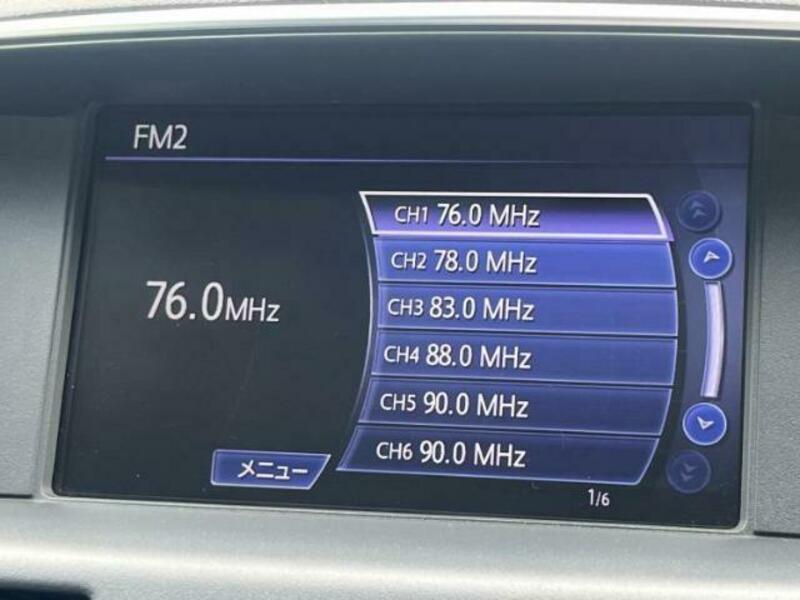 FM2
76.0MHz
CH1 76.0 MHz
CH2 78.0 MHz
CH3 83.0 MHz
CH4 88.0 MHz
CH5 90.0 MHz
CH6 90.0 MHz
メニュー
1/6